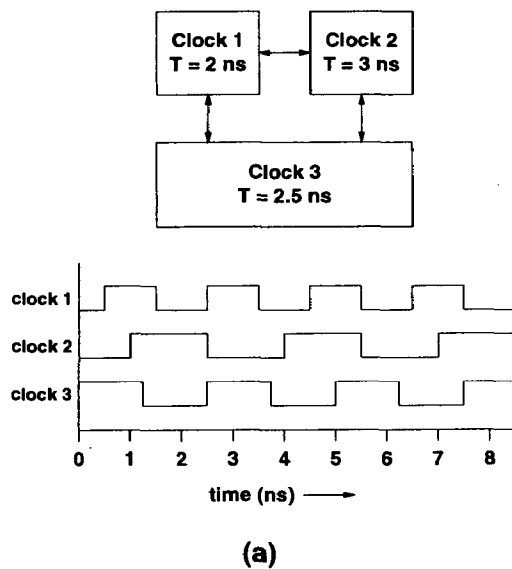 Clock 1 Clock 2
T = 2 ns T = 3 ns
Clock 3
T = 2.5 ns
clock 1
clock 2
clock 3
0 1 2 3 4 5 6 7 8
time (ns)
(a)